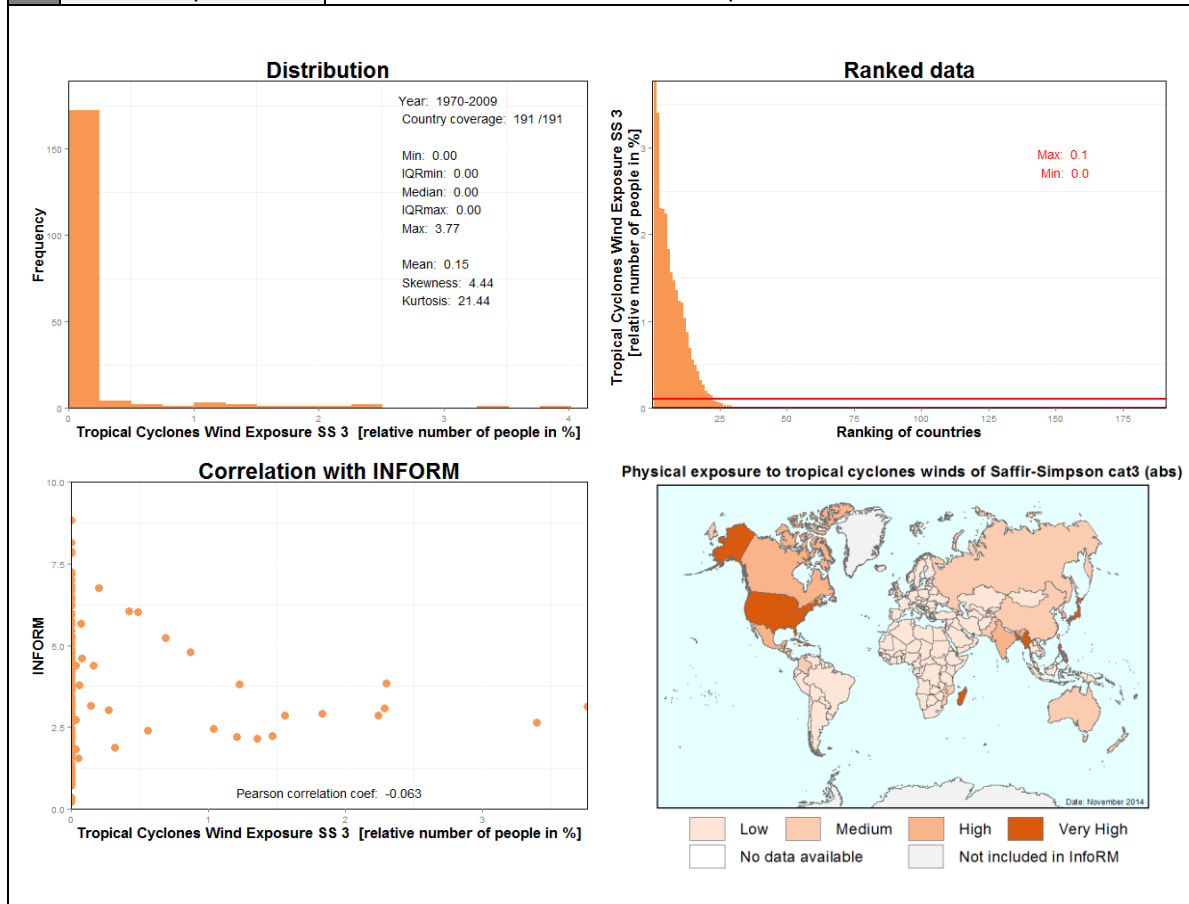 Distribution
Year: 1970-2009
Country coverage: 191 /191
Min: 0.00
IQRmin: 0.00
Median: 0.00
IQRmax: 0.00
Max: 3.77
Mean: 0.15
Skewness: 4.44
Kurtosis: 21.44
Frequency
150
100
50
0
0 1 2 3 4
Tropical Cyclones Wind Exposure SS 3 [relative number of people in %]
Ranked data
Max: 0.1
Min: 0.0
Tropical Cyclones Wind Exposure SS 3
[relative number of people in %]
3
2
1
0
25 50 75 100 125 150 175
Ranking of countries
Correlation with INFORM
INFORM
10.0
7.5
5.0
2.5
0.0
Pearson correlation coef: -0.063
0 1 2 3
Tropical Cyclones Wind Exposure SS 3 [relative number of people in %]
Physical exposure to tropical cyclones winds of Saffir-Simpson cat3 (abs)
Date: November 2014
Low Medium High Very High
No data available Not included in InfoRM